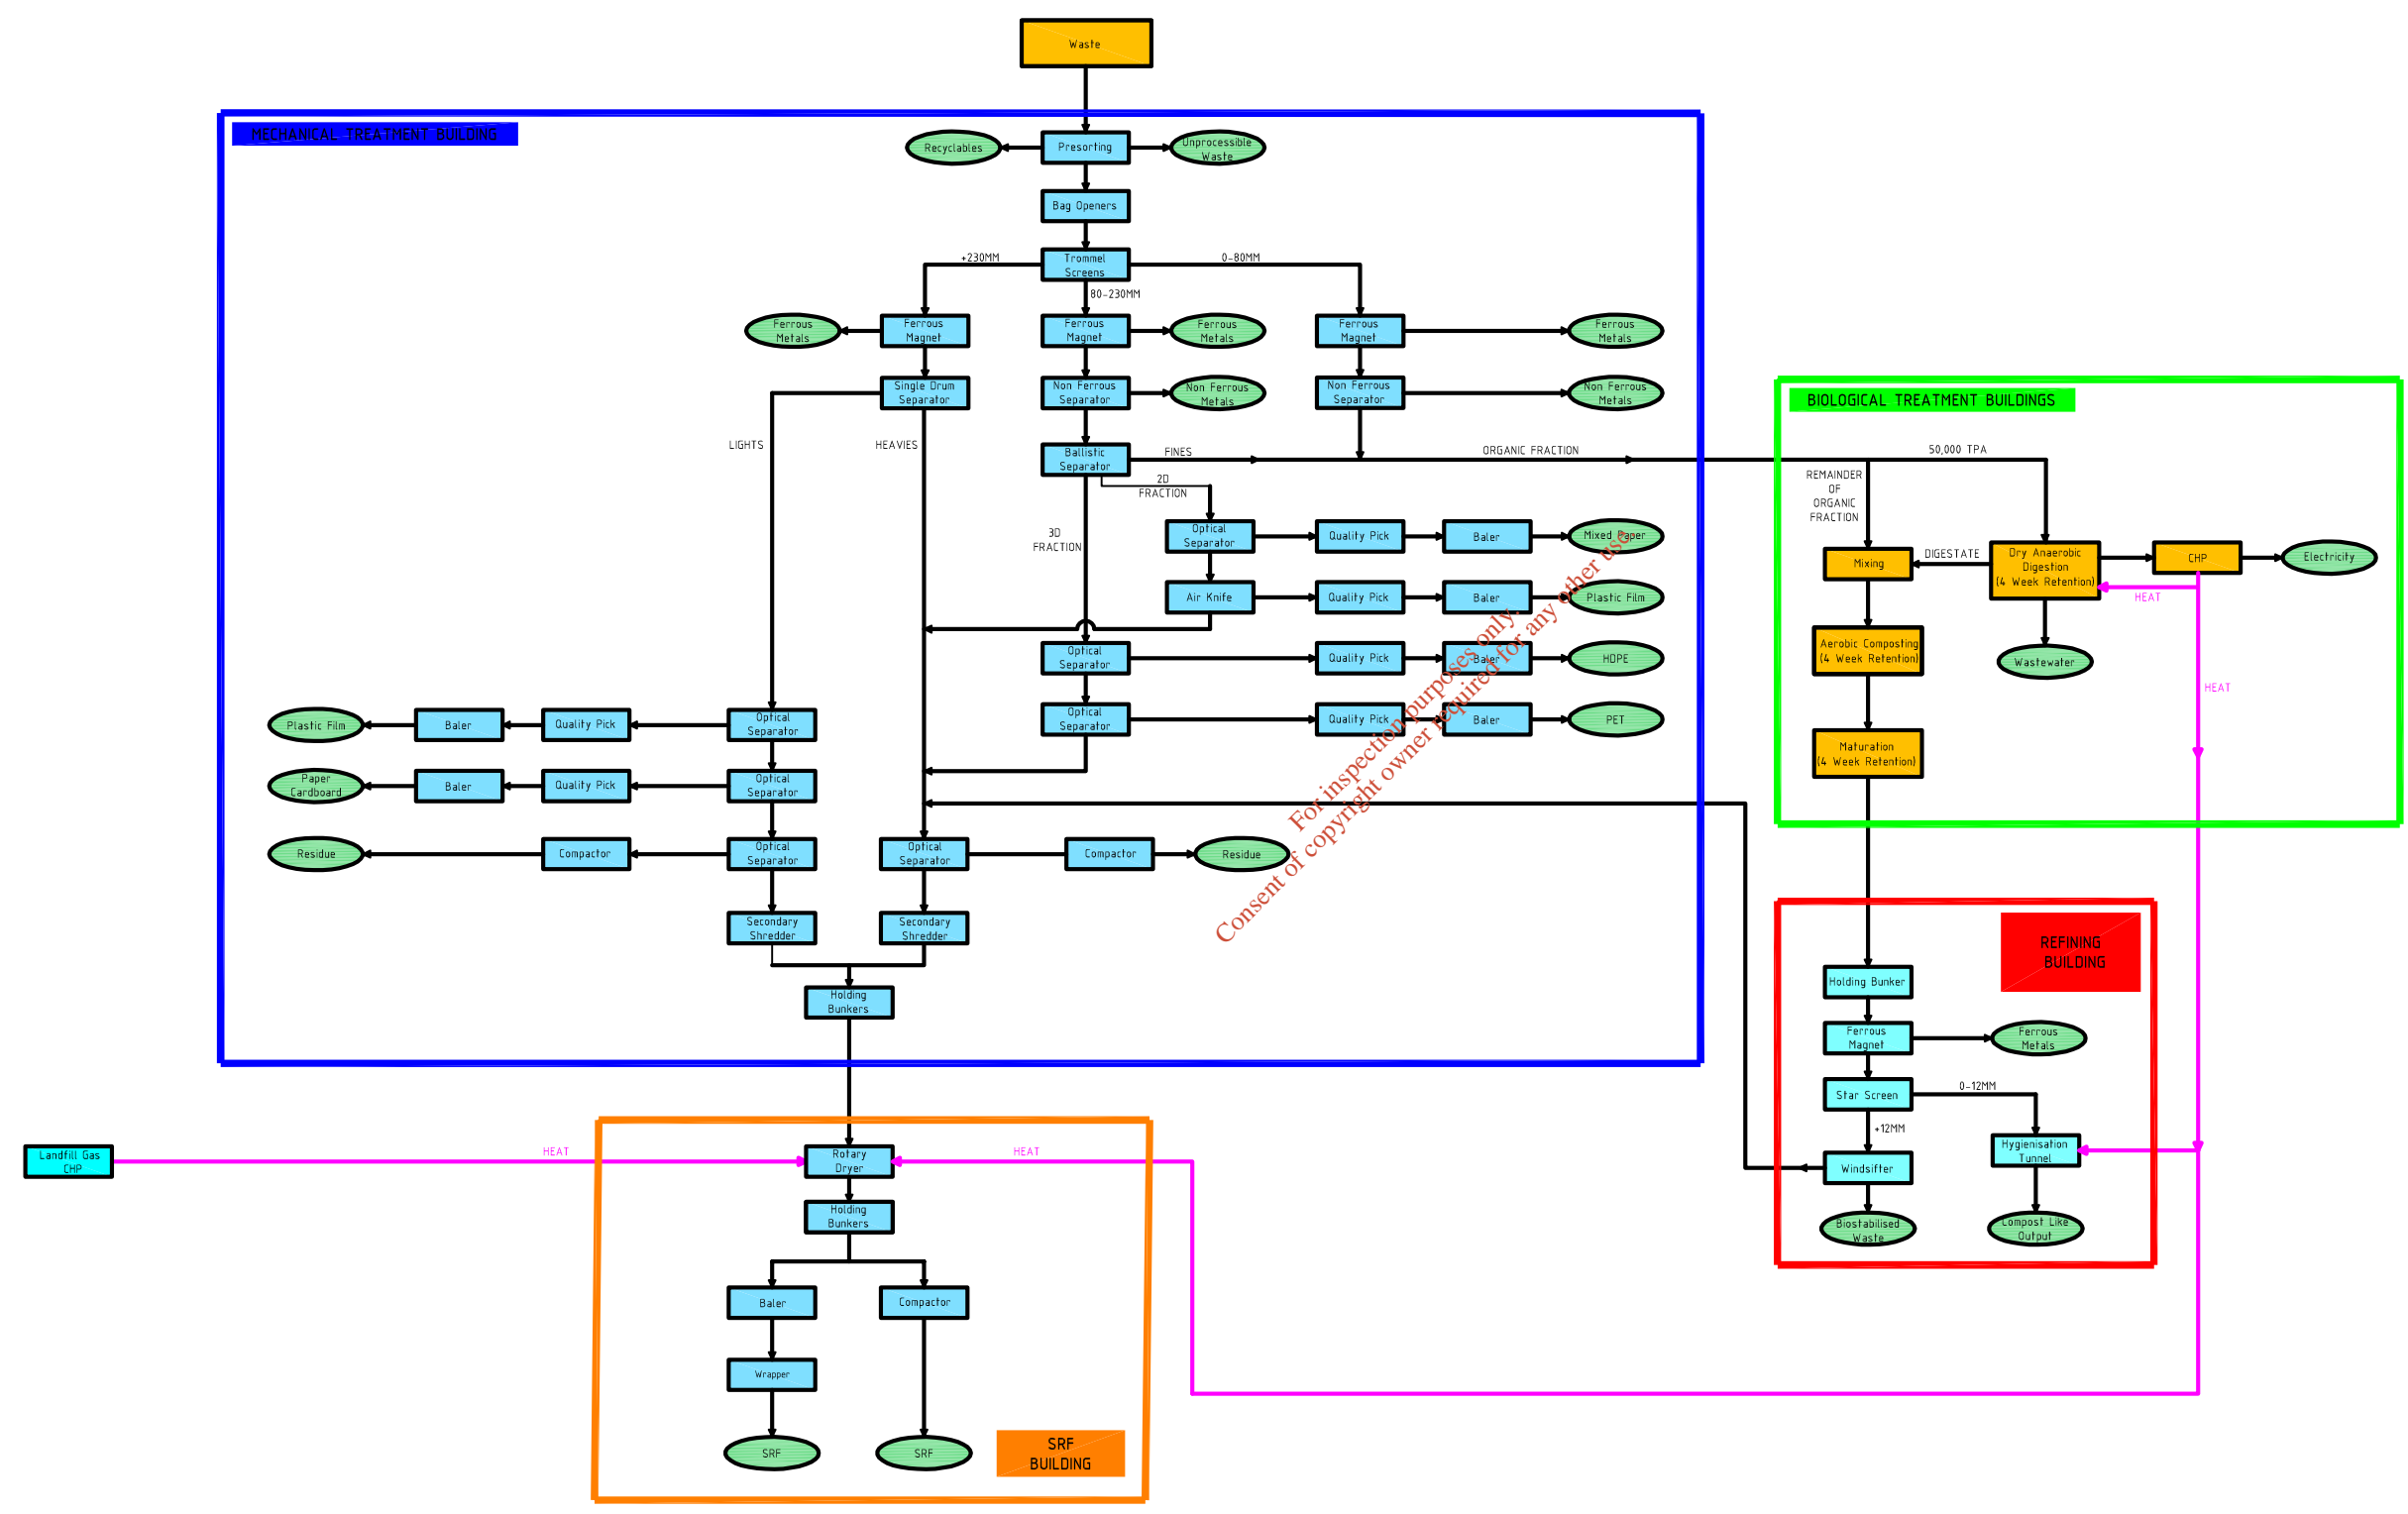 Waste
MECHANICAL TREATMENT BUILDING
Recyclables
Presorting
Unprocessible
Waste
Bag Openers
Trommel
Screens
+230MM
0-80MM
80-230MM
Ferrous
Metals
Ferrous
Magnet
Ferrous
Magnet
Ferrous
Metals
Ferrous
Magnet
Ferrous
Metals
Single Drum
Separator
Non Ferrous
Separator
Non Ferrous
Metals
Non Ferrous
Separator
Non Ferrous
Metals
LIGHTS
HEAVIES
Ballistic
Separator
FINES
ORGANIC FRACTION
2D
FRACTION
3D
FRACTION
Optical
Separator
Quality Pick
Baler
Mixed Paper
Air Knife
Quality Pick
Baler
Plastic Film
Optical
Separator
Quality Pick
Baler
HDPE
Optical
Separator
Quality Pick
Baler
PET
Plastic Film
Baler
Quality Pick
Optical
Separator
Paper
Cardboard
Baler
Quality Pick
Optical
Separator
Residue
Compactor
Optical
Separator
Optical
Separator
Compactor
Residue
Secondary
Shredder
Secondary
Shredder
Holding
Bunkers
For inspection purposes only.
Consent of copyright owner required for any other use.
BIOLOGICAL TREATMENT BUILDINGS
50,000 TPA
REMAINDER
OF
ORGANIC
FRACTION
Mixing
DIGESTATE
Dry Anaerobic
Digestion
(4 Week Retention)
CHP
Electricity
HEAT
Aerobic Composting
(4 Week Retention)
Wastewater
HEAT
Maturation
(4 Week Retention)
REFINING
BUILDING
Holding Bunker
Ferrous
Magnet
Ferrous
Metals
Star Screen
0-12MM
+12MM
Hygienisation
Tunnel
Windsifter
Biostabilised
Waste
Compost Like
Output
Landfill Gas
CHP
HEAT
Rotary
Dryer
HEAT
Holding
Bunkers
Baler
Compactor
Wrapper
SRF
SRF
SRF
BUILDING